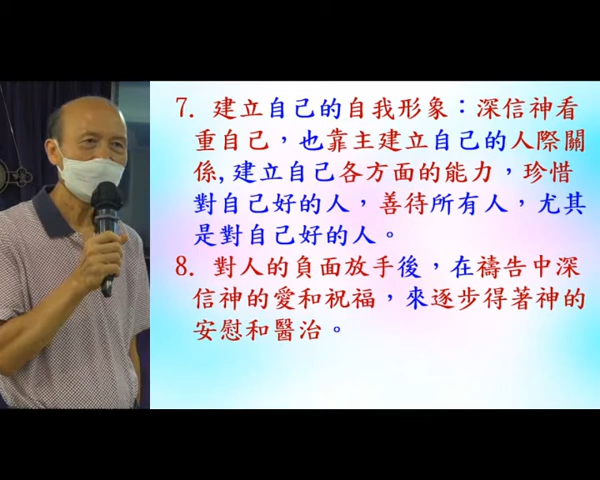 7. 建立自己的自我形象：深信神看
重自己，也靠主建立自己的人際關
係,建立自己各方面的能力，珍惜
對自己好的人，善待所有人，尤其
是對自己好的人。
8. 對人的負面放手後，在禱告中深
信神的愛和祝福，來逐步得著神的
安慰和醫治。